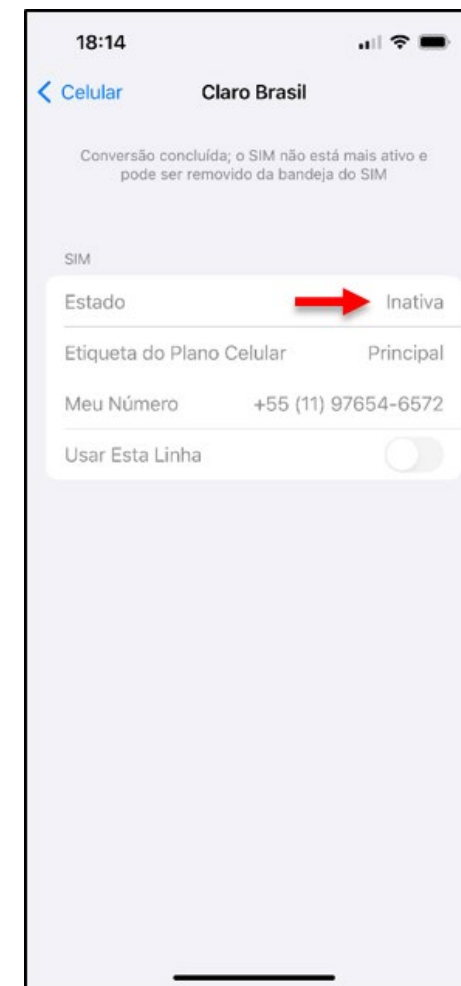 18:14
Celular
Claro Brasil
Conversão concluída; o SIM não está mais ativo e
pode ser removido da bandeja do SIM
SIM
Estado Inativa
Etiqueta do Plano Celular Principal
Meu Número +55 (11) 97654-6572
Usar Esta Linha